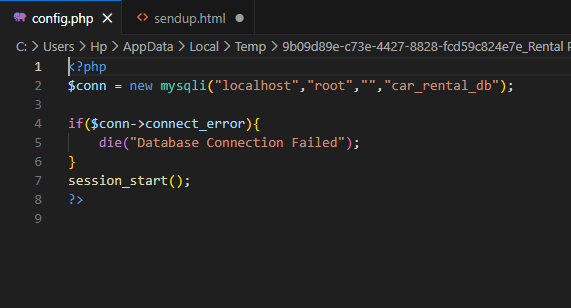 config.php
sendup.html
C: > Users > Hp > AppData > Local > Temp > 9b09d89e-c73e-4427-8828-fcd59c824e7e_Rental
1 <?php
2 $conn = new mysqli("localhost","root","","car_rental_db");
3
4 if($conn->connect_error){
5     die("Database Connection Failed");
6 }
7 session_start();
8 ?>
9